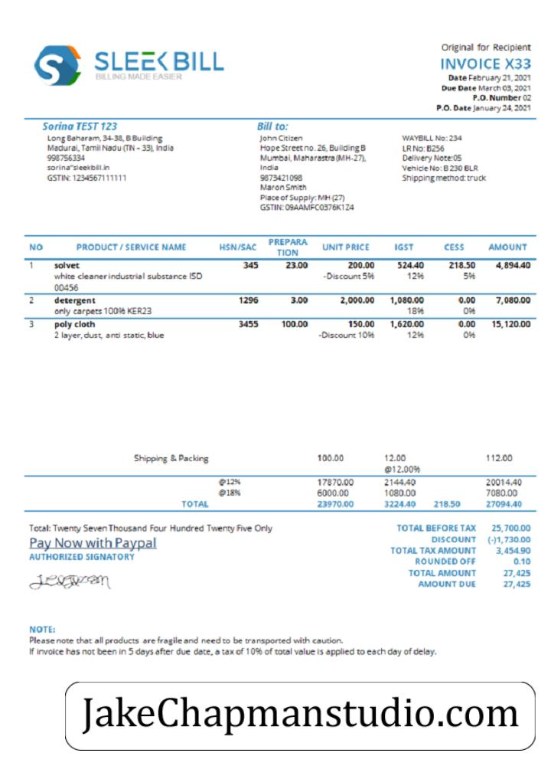 SLEEK BILL
BILLING MADE EASIER
Original for Recipient
INVOICE X33
Date February 21, 2021
Due Date March 03, 2021
P.O. Number 02
P.O. Date January 24, 2021
Sorina TEST 123
Long Baharam, 34-38, B Building
Madurai, Tamil Nadu (TN - 33), India
998756334
sorina"sleekbill.in
GSTIN: 1234567111111
Bill to:
John Citizen
Hope Street no. 26, Building B
Mumbai, Maharastra (MH-27),
India
9873421098
Maron Smith
Place of Supply: MH (27)
GSTIN: 09AAMFC0376K1Z4
WAYBILL No: 234
LR No: B256
Delivery Note:05
Vehicle No: B 230 BLR
Shipping method: truck
NO PRODUCT / SERVICE NAME HSN/SAC PREPARA TION UNIT PRICE IGST CESS AMOUNT
1 solvet 345 23.00 200.00 524.40 218.50 4,894.40
white cleaner industrial substance ISD -Discount 5% 12% 5%
00456
2 detergent 1296 3.00 2,000.00 1,080.00 0.00 7,080.00
only carpets 100% KER23 18% 0%
3 poly cloth 3455 100.00 150.00 1,620.00 0.00 15,120.00
2 layer, dust, anti static, blue -Discount 10% 12% 0%
Shipping & Packing 100.00 12.00 112.00
@12.00%
@12% 17870.00 2144.40 20014.40
@18% 6000.00 1080.00 7080.00
TOTAL 23970.00 3224.40 218.50 27094.40
Total: Twenty Seven Thousand Four Hundred Twenty Five Only
Pay Now with Paypal
AUTHORIZED SIGNATORY
TOTAL BEFORE TAX 25,700.00
DISCOUNT (-)1,730.00
TOTAL TAX AMOUNT 3,454.90
ROUNDED OFF 0.10
TOTAL AMOUNT 27,425
AMOUNT DUE 27,425
NOTE:
Please note that all products are fragile and need to be transported with caution.
If invoice has not been in 5 days after due date, a tax of 10% of total value is applied to each day of delay.
JakeChapmanstudio.com